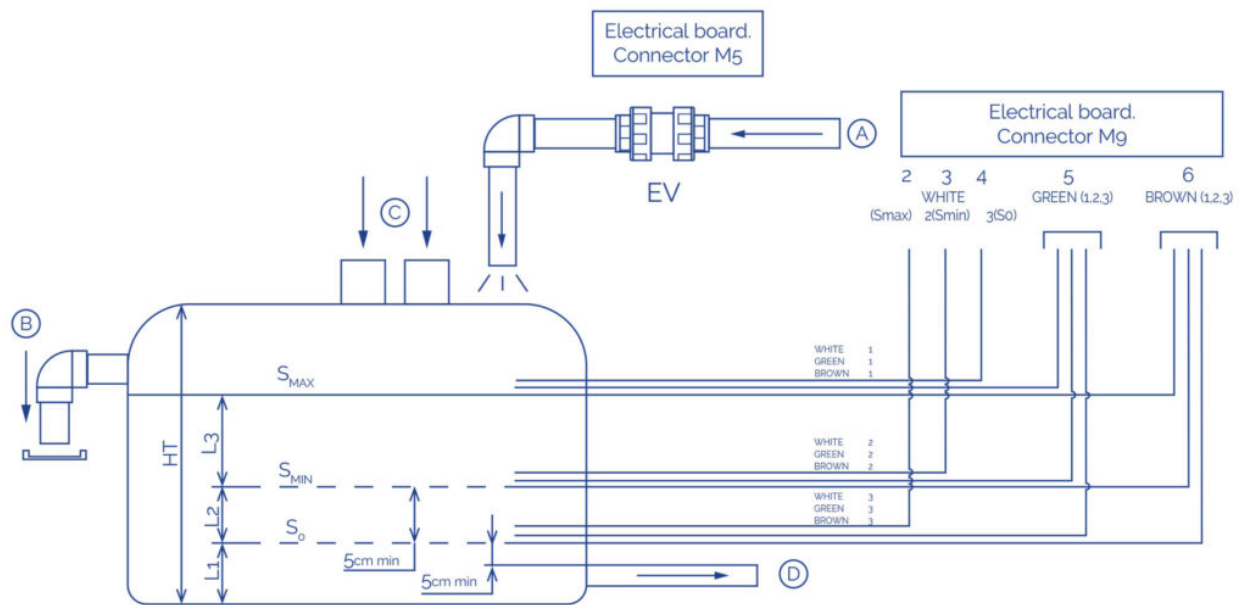 Electrical board.
Connector M5
A
Electrical board.
Connector M9
EV
2 3 4 5 6
WHITE GREEN (1,2,3) BROWN (1,2,3)
(Smax) 2(Smin) 3(S0)
C
B
WHITE 1
GREEN 1
BROWN 1
SMAX
HT
L3
WHITE 2
GREEN 2
BROWN 2
SMIN
L2
WHITE 3
GREEN 3
BROWN 3
S0
L1
5cm min
5cm min
D